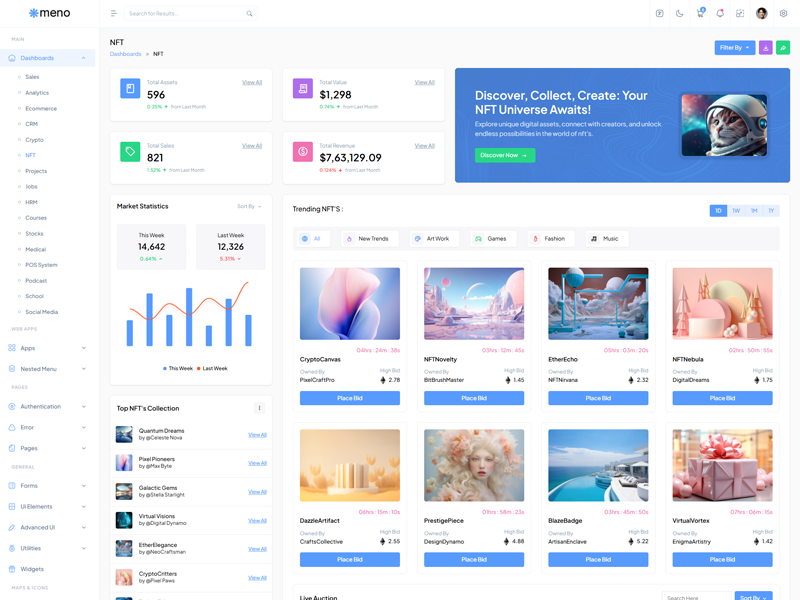 meno
Search for Results...
5
MAIN
Dashboards
Sales
Analytics
Ecommerce
CRM
Crypto
NFT
Projects
Jobs
HRM
Courses
Stocks
Medical
POS System
Podcast
School
Social Media
WEB APPS
Apps
Nested Menu
PAGES
Authentication
Error
Pages
GENERAL
Forms
UI Elements
Advanced UI
Utilities
Widgets
MAPS & ICONS
NFT
Dashboards » NFT
Filter By
Total Assets View All
596
0.25% from Last Month
Total Value View All
$1,298
0.74% from Last Month
Total Sales View All
821
1.52% from Last Month
Total Revenue View All
$7,63,129.09
0.124% from Last Month
Discover, Collect, Create: Your
NFT Universe Awaits!
Explore unique digital assets, connect with creators, and unlock
endless possibilities in the world of nft's.
Discover Now →
Market Statistics Sort By
This Week Last Week
14,642 12,326
0.64% 5.31%
This Week Last Week
Top NFT's Collection
Quantum Dreams
by @Celeste Nova View All
Pixel Pioneers
by @Max Byte View All
Galactic Gems
by @Stella Starlight View All
Virtual Visions
by @Digital Dynamo View All
EtherElegance
by @NeoCraftsman View All
CryptoCritters
by @Pixel Paws View All
Trending NFT'S :
1D 1W 1M 1Y
All New Trends Art Work Games Fashion Music
04hrs : 24m : 38s
CryptoCanvas
Owned By High Bid
PixelCraftPro 2.78
Place Bid
03hrs : 12m : 45s
NFTNovelty
Owned By High Bid
BitBrushMaster 1.45
Place Bid
05hrs : 03m : 20s
EtherEcho
Owned By High Bid
NFTNirvana 2.32
Place Bid
02hrs : 50m : 55s
NFTNebula
Owned By High Bid
DigitalDreams 1.75
Place Bid
06hrs : 15m : 10s
DazzleArtifact
Owned By High Bid
CraftsCollective 2.55
Place Bid
01hrs : 58m : 23s
PrestigePiece
Owned By High Bid
DesignDynamo 4.88
Place Bid
03hrs : 45m : 50s
BlazeBadge
Owned By High Bid
ArtisanEnclave 5.22
Place Bid
07hrs : 06m : 15s
VirtualVortex
Owned By High Bid
EnigmaArtistry 1.42
Place Bid
Live Auction
Search Here Sort By